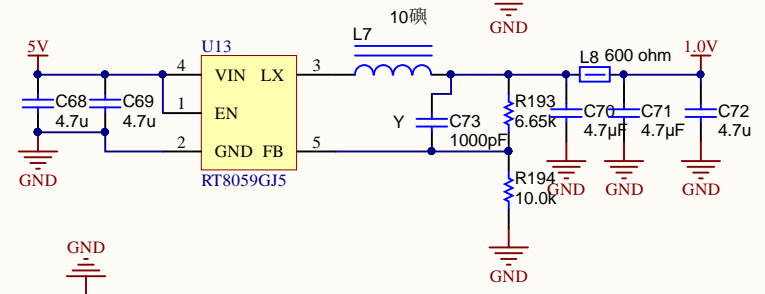 10礖
GND
L7
5V
U13
L8 600 ohm
1.0V
4
VIN LX
3
C68
4.7u
C69
4.7u
1
EN
Y
C73
1000pF
R193
6.65k
C70
4.7µF
C71
4.7µF
C72
4.7u
2
GND FB
5
GND
RT8059GJ5
R194
10.0k
GND
GND
GND
GND
GND